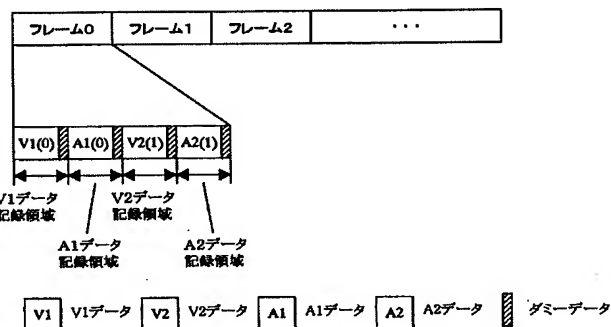 フレーム0 フレーム1 フレーム2 ・・・
V1(0) A1(0) V2(1) A2(1)
V1データ 記録領域
V2データ 記録領域
A1データ 記録領域
A2データ 記録領域
V1 V1データ V2 V2データ A1 A1データ A2 A2データ ダミーデータ